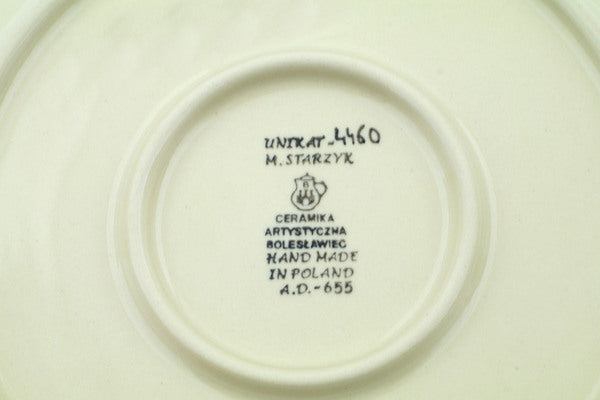 UNIKAT-4460
M. STARZYK
B
CERAMIKA
ARTYSTYCZNA
BOLESŁAWIEC
HAND MADE
IN POLAND
A.D.-655